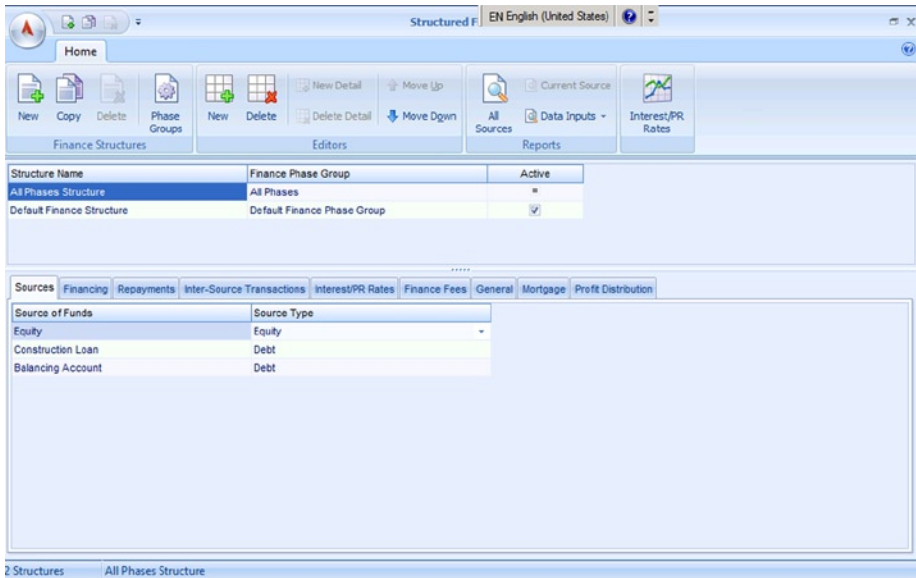 Structured F
EN English (United States)
Home
New Copy Delete Phase Groups
Finance Structures
New Delete New Detail Delete Detail Move Up Move Down
Editors
All Sources Current Source Data Inputs
Reports
Interest/PR Rates
Structure Name Finance Phase Group Active
All Phases Structure All Phases
Default Finance Structure Default Finance Phase Group
Sources Financing Repayments Inter-Source Transactions Interest/PR Rates Finance Fees General Mortgage Profit Distribution
Source of Funds Source Type
Equity Equity
Construction Loan Debt
Balancing Account Debt
2 Structures All Phases Structure